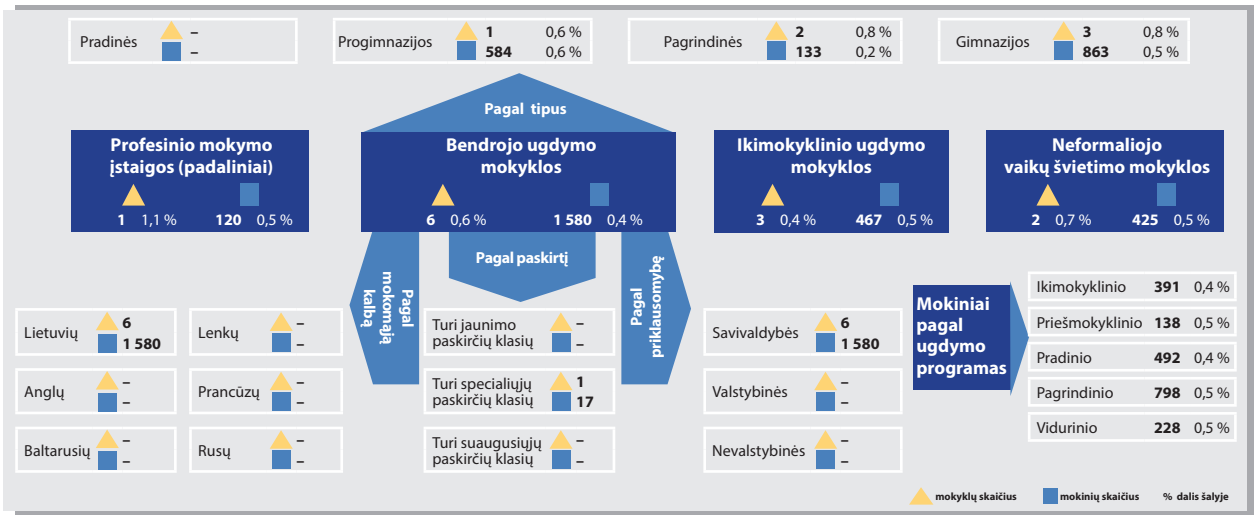 Pradinės
–
–
Progimnazijos
1 0,6 %
584 0,6 %
Pagrindinės
2 0,8 %
133 0,2 %
Gimnazijos
3 0,8 %
863 0,5 %
Pagal tipus
Profesinio mokymo
įstaigos (padaliniai)
1 1,1 % 120 0,5 %
Bendrojo ugdymo
mokyklos
6 0,6 % 1 580 0,4 %
Ikimokyklinio ugdymo
mokyklos
3 0,4 % 467 0,5 %
Neformaliojo
vaikų švietimo mokyklos
2 0,7 % 425 0,5 %
Pagal
mokomąją
kalbą
Pagal paskirtį
Pagal
priklausomybę
Lietuvių
6
1 580
Lenkų
–
–
Anglų
–
–
Prancūzų
–
–
Baltarusių
–
–
Rusų
–
–
Turi jaunimo
paskirčių klasių
–
–
Turi specialiųjų
paskirčių klasių
1
17
Turi suaugusiųjų
paskirčių klasių
–
–
Savivaldybės
6
1 580
Valstybinės
–
–
Nevalstybinės
–
–
Mokiniai
pagal
ugdymo
programas
Ikimokyklinio 391 0,4 %
Priešmokyklinio 138 0,5 %
Pradinio 492 0,4 %
Pagrindinio 798 0,5 %
Vidurinio 228 0,5 %
mokyklų skaičius mokinių skaičius % dalis šalyje